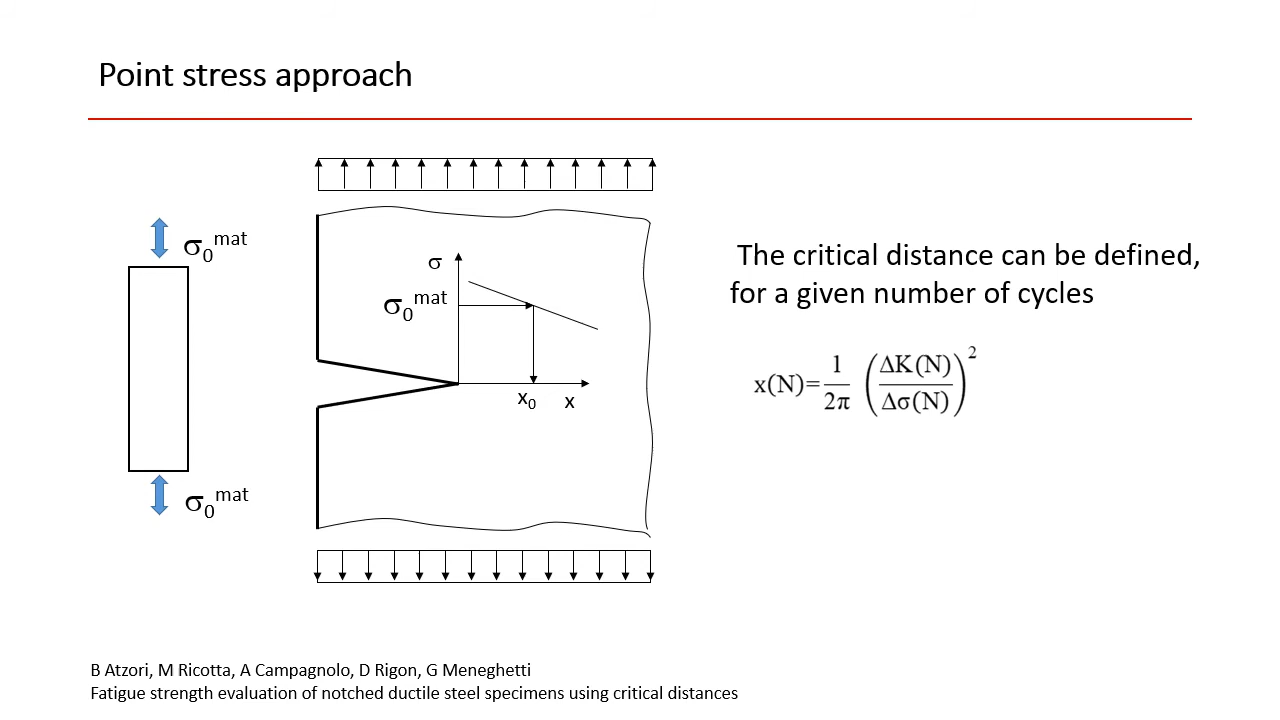 Point stress approach
σ₀ᵐᵃᵗ
σ
σ₀ᵐᵃᵗ
x₀ x
σ₀ᵐᵃᵗ
The critical distance can be defined,
for a given number of cycles
x(N)=1/2π (ΔK(N)/Δσ(N))²
B Atzori, M Ricotta, A Campagnolo, D Rigon, G Meneghetti
Fatigue strength evaluation of notched ductile steel specimens using critical distances